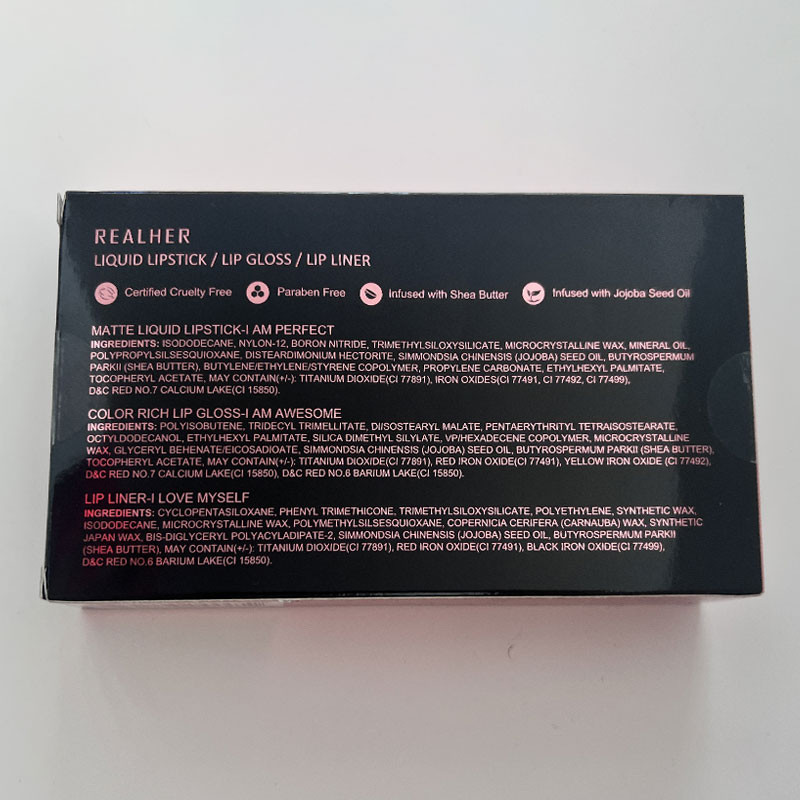 REALHER
LIQUID LIPSTICK / LIP GLOSS / LIP LINER
Certified Cruelty Free Paraben Free Infused with Shea Butter Infused with Jojoba Seed Oil
MATTE LIQUID LIPSTICK-I AM PERFECT
INGREDIENTS: ISODODECANE, NYLON-12, BORON NITRIDE, TRIMETHYLSILOXYSILICATE, MICROCRYSTALLINE WAX, MINERAL OIL,
POLYPROPYLSILSESQUIOXANE, DISTEARDIMONIUM HECTORITE, SIMMONDSIA CHINENSIS (JOJOBA) SEED OIL, BUTYROSPERMUM
PARKII (SHEA BUTTER), BUTYLENE/ETHYLENE/STYRENE COPOLYMER, PROPYLENE CARBONATE, ETHYLHEXYL PALMITATE,
TOCOPHERYL ACETATE, MAY CONTAIN(+/-): TITANIUM DIOXIDE(CI 77891), IRON OXIDES(CI 77491, CI 77492, CI 77499),
D&C RED NO.7 CALCIUM LAKE(CI 15850).
COLOR RICH LIP GLOSS-I AM AWESOME
INGREDIENTS: POLYISOBUTENE, TRIDECYL TRIMELLITATE, DIISOSTEARYL MALATE, PENTAERYTHRITYL TETRAISOSTEARATE,
OCTYLDODECANOL, ETHYLHEXYL PALMITATE, SILICA DIMETHYL SILYLATE, VP/HEXADECENE COPOLYMER, MICROCRYSTALLINE
WAX, GLYCERYL BEHENATE/EICOSADIOATE, SIMMONDSIA CHINENSIS (JOJOBA) SEED OIL, BUTYROSPERMUM PARKII (SHEA BUTTER),
TOCOPHERYL ACETATE, MAY CONTAIN(+/-): TITANIUM DIOXIDE(CI 77891), RED IRON OXIDE(CI 77491), YELLOW IRON OXIDE (CI 77492),
D&C RED NO.7 CALCIUM LAKE(CI 15850), D&C RED NO.6 BARIUM LAKE(CI 15850).
LIP LINER-I LOVE MYSELF
INGREDIENTS: CYCLOPENTASILOXANE, PHENYL TRIMETHICONE, TRIMETHYLSILOXYSILICATE, POLYETHYLENE, SYNTHETIC WAX,
ISODODECANE, MICROCRYSTALLINE WAX, POLYMETHYLSILSESQUIOXANE, COPERNICIA CERIFERA (CARNAUBA) WAX, SYNTHETIC
JAPAN WAX, BIS-DIGLYCERYL POLYACYLADIPATE-2, SIMMONDSIA CHINENSIS (JOJOBA) SEED OIL, BUTYROSPERMUM PARKII
(SHEA BUTTER), MAY CONTAIN(+/-): TITANIUM DIOXIDE(CI 77891), RED IRON OXIDE(CI 77491), BLACK IRON OXIDE(CI 77499),
D&C RED NO.6 BARIUM LAKE(CI 15850).